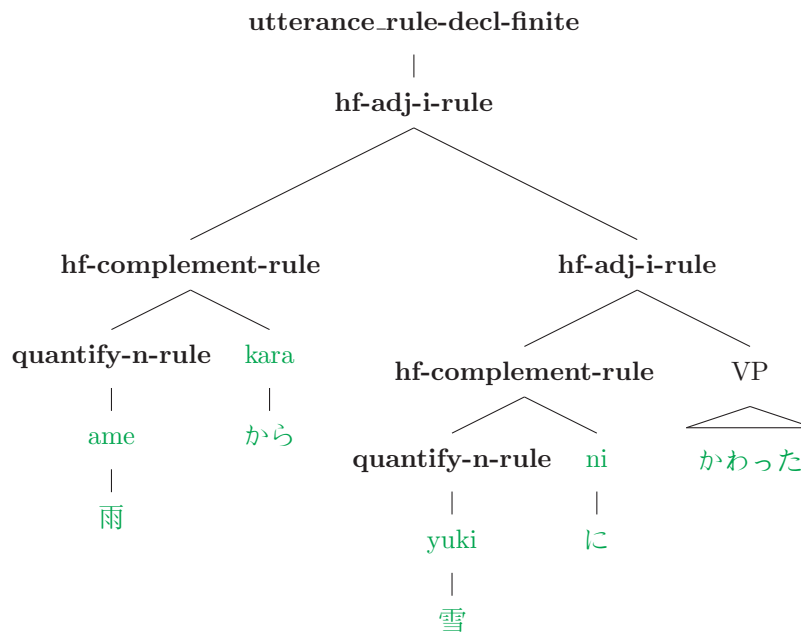 utterance_rule-decl-finite
hf-adj-i-rule
hf-complement-rule hf-adj-i-rule
quantify-n-rule kara hf-complement-rule VP
ame から quantify-n-rule ni かわった
雨 yuki に
雪